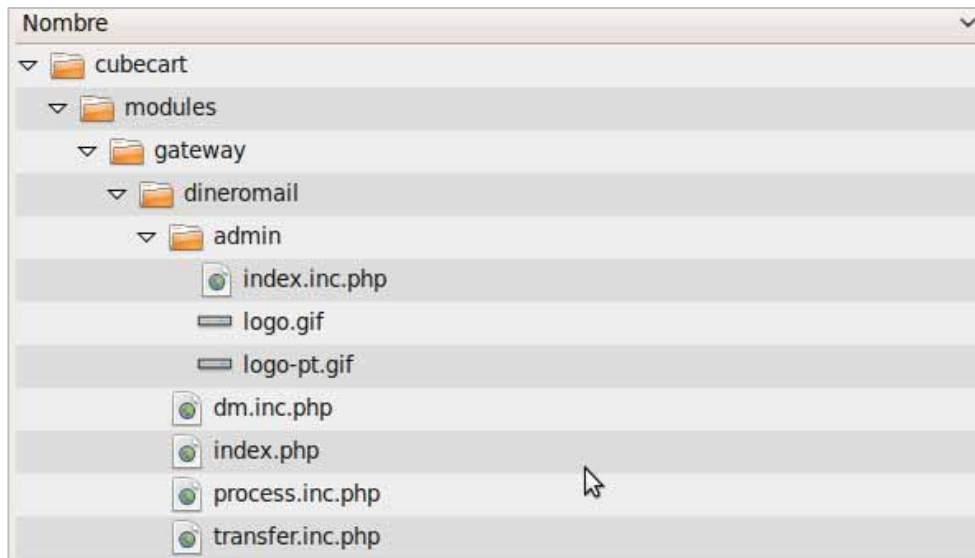 Nombre
cubecart
modules
gateway
dineromail
admin
index.inc.php
logo.gif
logo-pt.gif
dm.inc.php
index.php
process.inc.php
transfer.inc.php